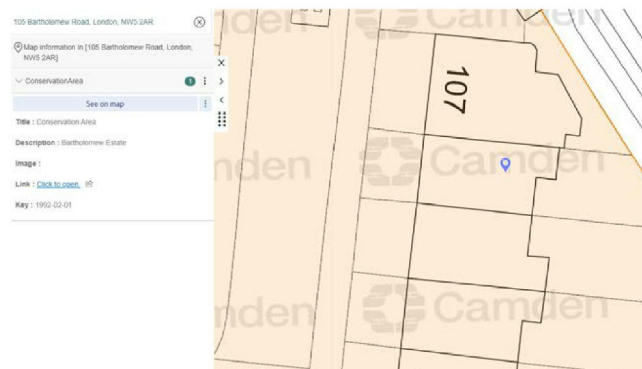 105 Bartholomew Road, London, NW5 2AR
Map information in [105 Bartholomew Road, London,
NW5 2AR]
ConservationArea
1
See on map
Title : Conservation Area
Description : Bartholomew Estate
Image :
Link : Click to open.
Key : 1992-02-01
107
Camden
Camden
nden
Camden
nden
Camden